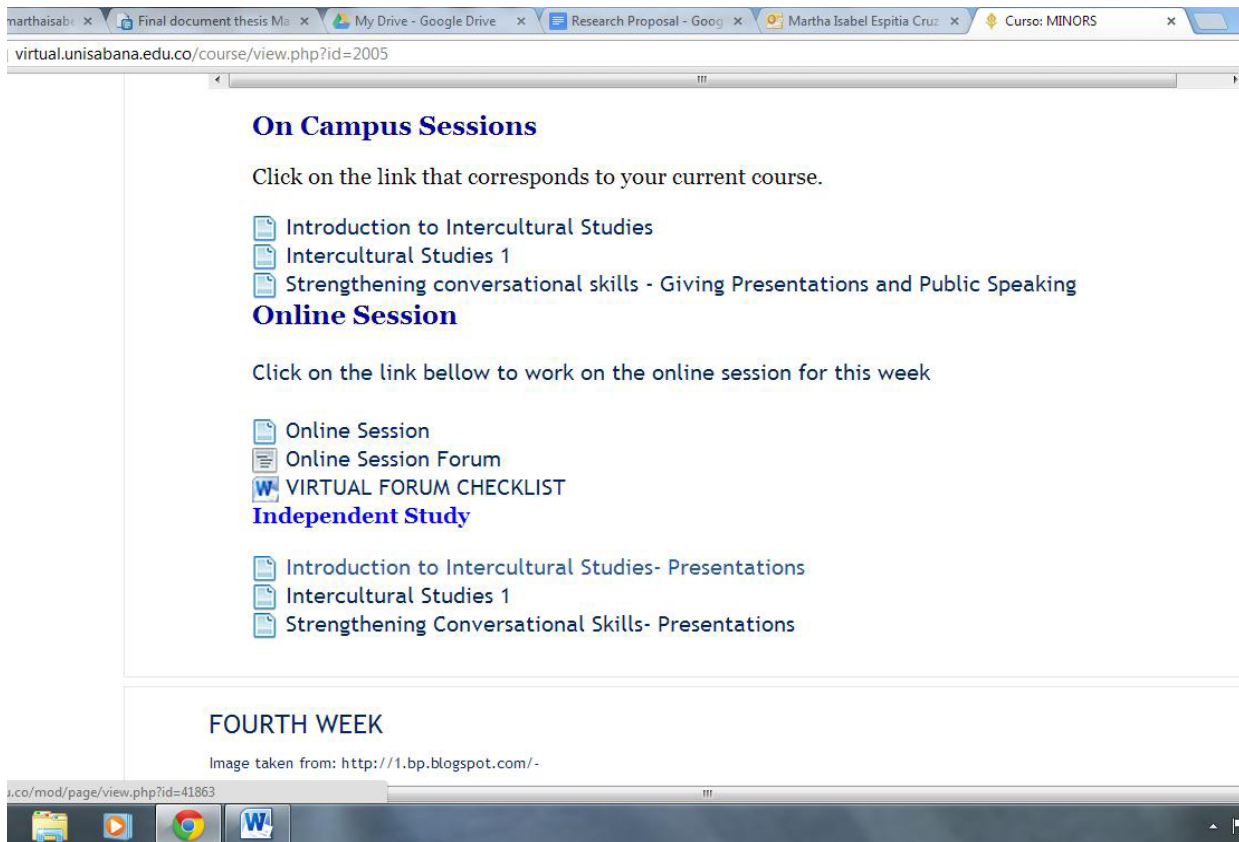 marthaisabe
Final document thesis Ma
My Drive - Google Drive
Research Proposal - Goog
Martha Isabel Espitia Cruz
Curso: MINORS
virtual.unisabana.edu.co/course/view.php?id=2005
On Campus Sessions
Click on the link that corresponds to your current course.
Introduction to Intercultural Studies
Intercultural Studies 1
Strengthening conversational skills - Giving Presentations and Public Speaking
Online Session
Click on the link bellow to work on the online session for this week
Online Session
Online Session Forum
VIRTUAL FORUM CHECKLIST
Independent Study
Introduction to Intercultural Studies- Presentations
Intercultural Studies 1
Strengthening Conversational Skills- Presentations
FOURTH WEEK
Image taken from: http://1.bp.blogspot.com/-
u.co/mod/page/view.php?id=41863